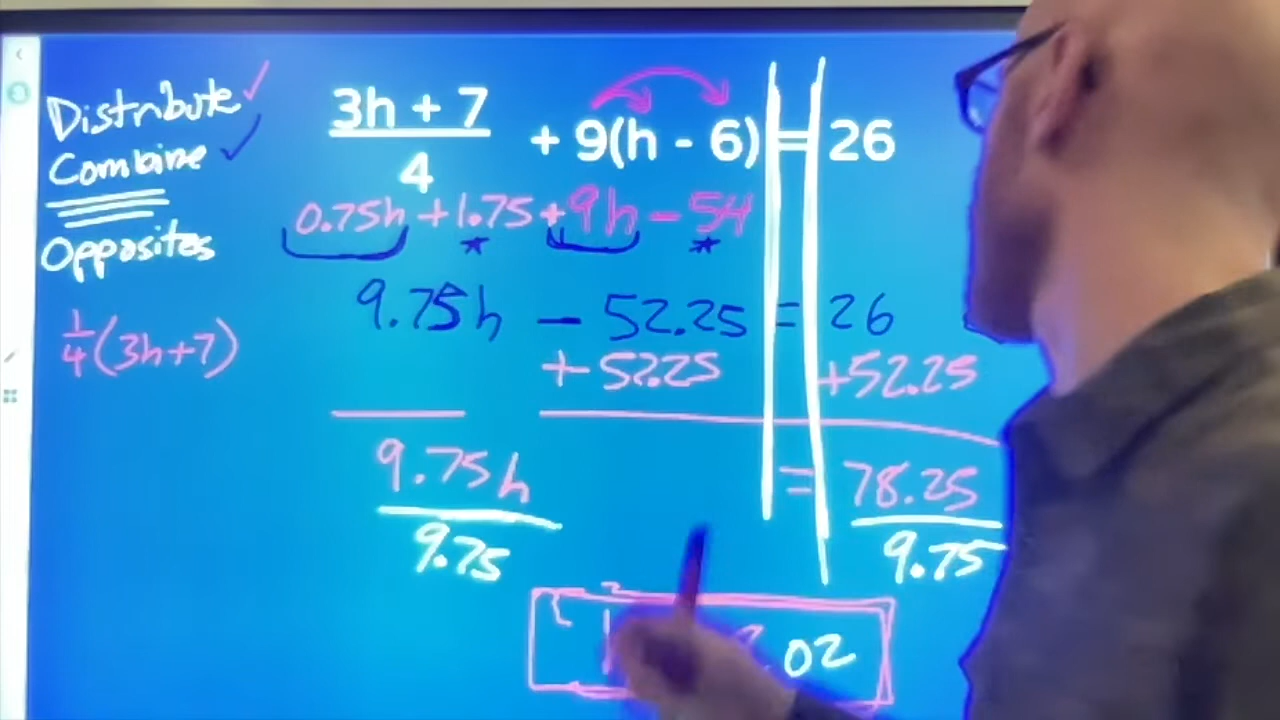 Distribute ✓
Combine ✓
Opposites
1/4(3h+7)
(3h + 7)/4 + 9(h - 6) = 26
0.75h + 1.75 + 9h - 54
9.75h - 52.25 = 26
+52.25 +52.25
9.75h = 78.25
9.75 9.75
.02